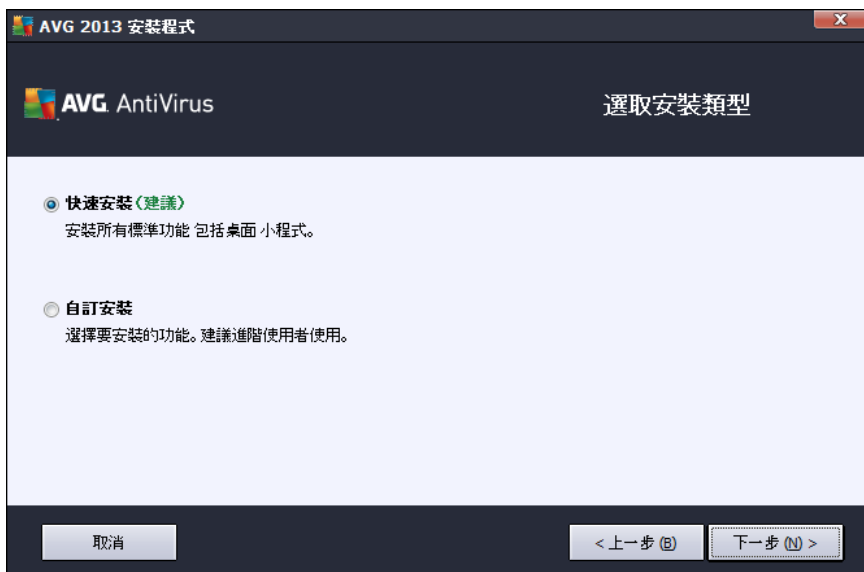 AVG 2013 安裝程式
AVG. AntiVirus
選取安裝類型
快速安裝(建議)
安裝所有標準功能 包括桌面 小程式。
自訂安裝
選擇要安裝的功能。建議進階使用者使用。
取消
<上一步(B)
下一步(N) >